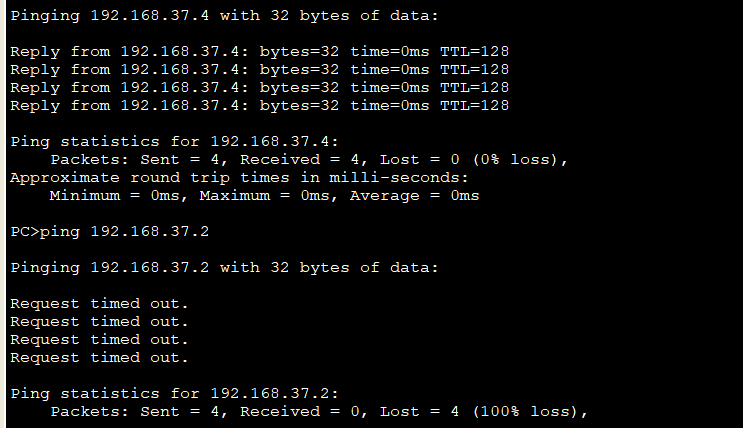 Pinging 192.168.37.4 with 32 bytes of data:
Reply from 192.168.37.4: bytes=32 time=0ms TTL=128
Reply from 192.168.37.4: bytes=32 time=0ms TTL=128
Reply from 192.168.37.4: bytes=32 time=0ms TTL=128
Reply from 192.168.37.4: bytes=32 time=0ms TTL=128
Ping statistics for 192.168.37.4:
    Packets: Sent = 4, Received = 4, Lost = 0 (0% loss),
Approximate round trip times in milli-seconds:
    Minimum = 0ms, Maximum = 0ms, Average = 0ms
PC>ping 192.168.37.2
Pinging 192.168.37.2 with 32 bytes of data:
Request timed out.
Request timed out.
Request timed out.
Request timed out.
Ping statistics for 192.168.37.2:
    Packets: Sent = 4, Received = 0, Lost = 4 (100% loss),